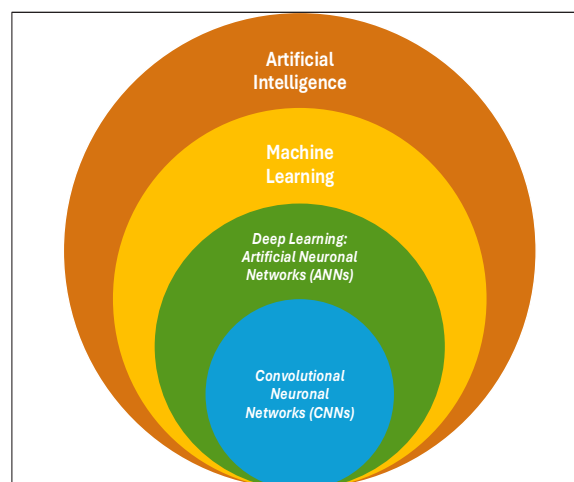 Artificial
Intelligence
Machine
Learning
Deep Learning:
Artificial Neuronal
Networks (ANNs)
Convolutional
Neuronal
Networks (CNNs)